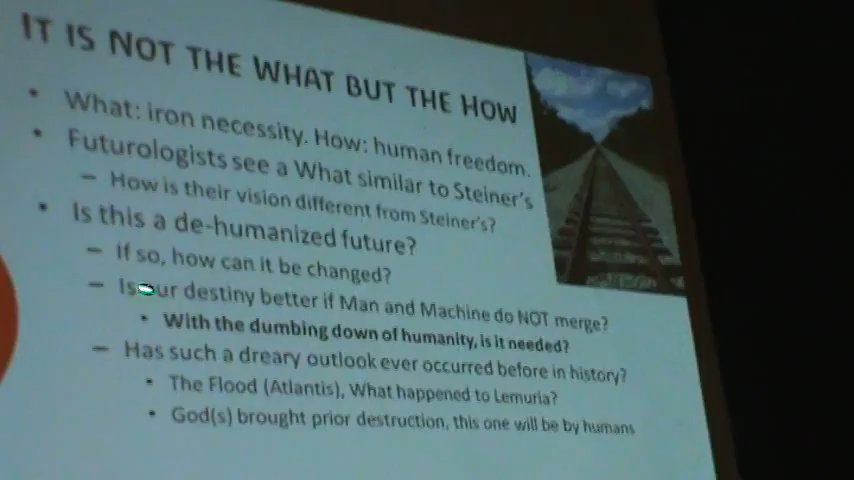 IT IS NOT THE WHAT BUT THE HOW
• What: iron necessity. How: human freedom.
• Futurologists see a What similar to Steiner's
– How is their vision different from Steiner's?
• Is this a de-humanized future?
– If so, how can it be changed?
– Is our destiny better if Man and Machine do NOT merge?
• With the dumbing down of humanity, is it needed?
– Has such a dreary outlook ever occurred before in history?
• The Flood (Atlantis), What happened to Lemuria?
• God(s) brought prior destruction, this one will be by humans